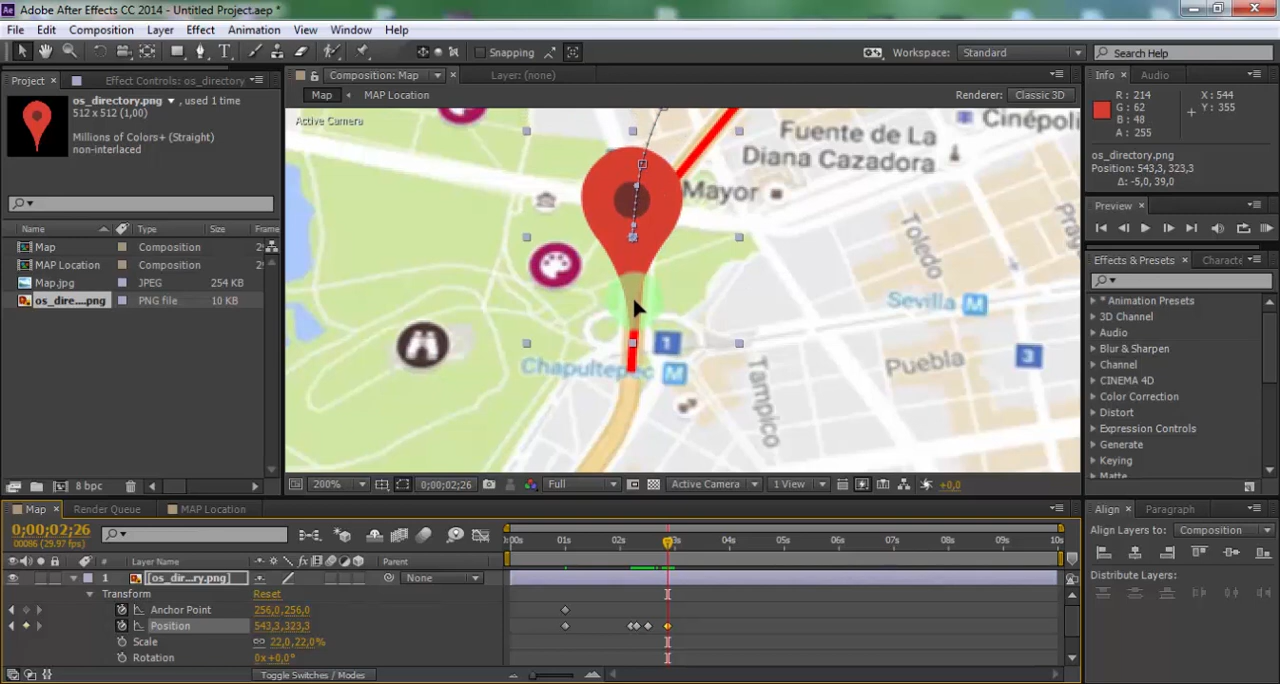 Adobe After Effects CC 2014 - Untitled Project.aep *
File Edit Composition Layer Effect Animation View Window Help
Snapping
Workspace: Standard
Search Help
Project
Effect Controls: os_directory
Composition: Map
Layer: (none)
Info
Audio
os_directory.png , used 1 time
512 x 512 (1,00)
Millions of Colors+ (Straight)
non-interlaced
Map
MAP Location
Renderer: Classic 3D
Active Camera
R : 214
G : 62
B : 48
A : 255
X : 544
Y : 355
os_directory.png
Position: 543,3, 323,3
Δ: -5,0, 39,0
Fuente de La
Diana Cazadora
Cinépoli
Mayor
Toledo
Sevilla M
Puebla
3
1
Chapultepec M
Tampico
Preview
Name Type Size Frame
Map Composition 2
MAP Location Composition 2
Map.jpg JPEG 254 KB
os_dire....png PNG file 10 KB
8 bpc
Effects & Presets
Characte
* Animation Presets
3D Channel
Audio
Blur & Sharpen
Channel
CINEMA 4D
Color Correction
Distort
Expression Controls
Generate
Keying
Matte
200%
0;00;02;26
Full
Active Camera
1 View
+0,0
Map
Render Queue
MAP Location
0;00;02;26
00086 (29.97 fps)
:00s 01s 02s 3s 04s 05s 06s 07s 08s 09s 10s
# Layer Name Parent
1 [os_dir...ry.png] None
Transform Reset
Anchor Point 256,0,256,0
Position 543,3,323,3
Scale 22,0,22,0%
Rotation 0x+0,0°
Toggle Switches / Modes
Align
Paragraph
Align Layers to: Composition
Distribute Layers: